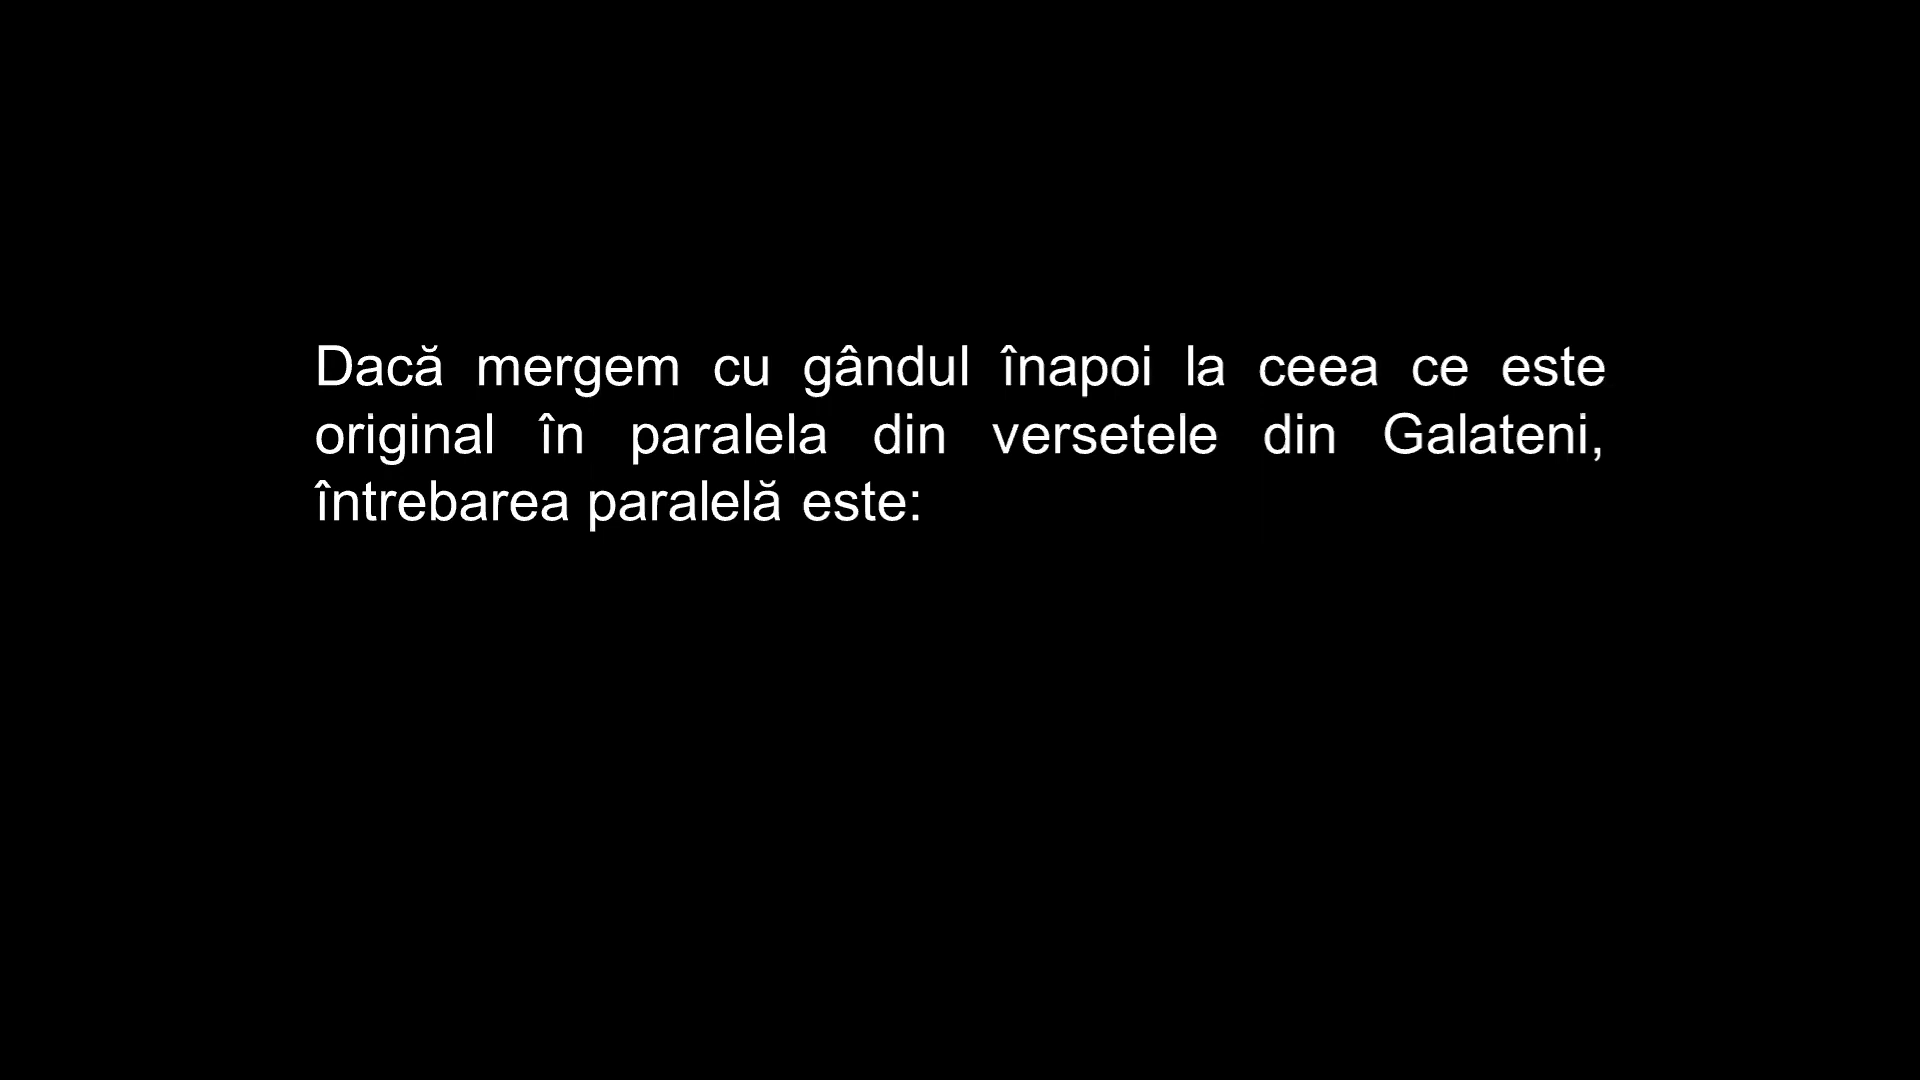 Dacă mergem cu gândul înapoi la ceea ce este
original în paralela din versetele din Galateni,
întrebarea paralelă este: